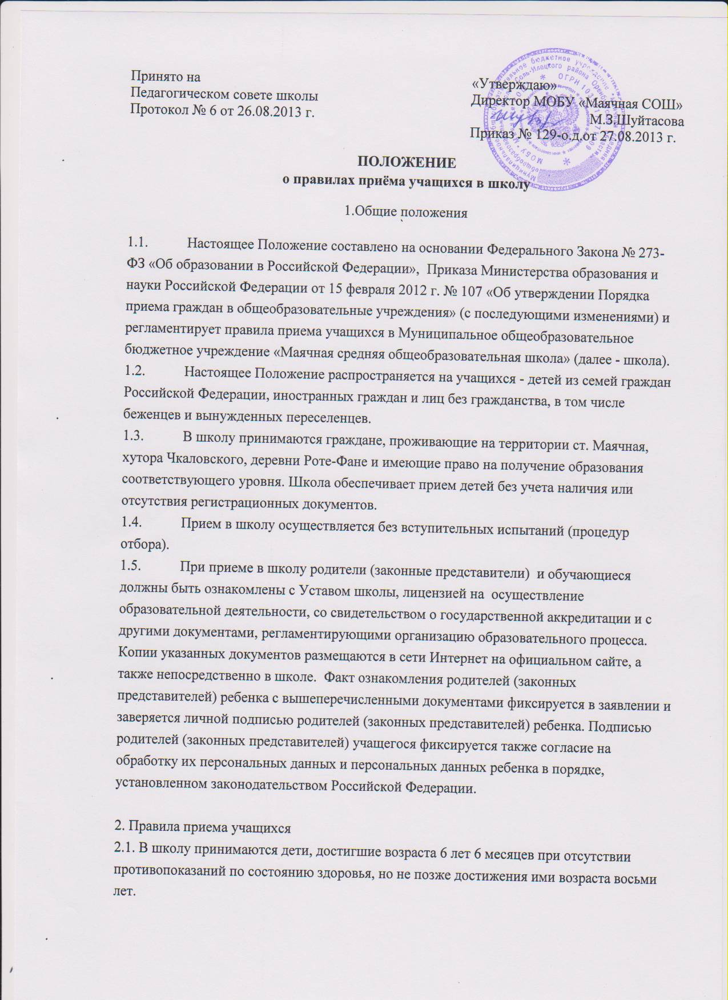 Принято на
Педагогическом совете школы
Протокол № 6 от 26.08.2013 г.
«Утверждаю»
Директор МОБУ «Маячная СОШ»
М.З.Шуйтасова
Приказ № 129-о.д.от 27.08.2013 г.
ПОЛОЖЕНИЕ
о правилах приёма учащихся в школу
1.Общие положения
1.1. Настоящее Положение составлено на основании Федерального Закона № 273-
ФЗ «Об образовании в Российской Федерации», Приказа Министерства образования и
науки Российской Федерации от 15 февраля 2012 г. № 107 «Об утверждении Порядка
приема граждан в общеобразовательные учреждения» (с последующими изменениями) и
регламентирует правила приема учащихся в Муниципальное общеобразовательное
бюджетное учреждение «Маячная средняя общеобразовательная школа» (далее - школа).
1.2. Настоящее Положение распространяется на учащихся - детей из семей граждан
Российской Федерации, иностранных граждан и лиц без гражданства, в том числе
беженцев и вынужденных переселенцев.
1.3. В школу принимаются граждане, проживающие на территории ст. Маячная,
хутора Чкаловского, деревни Роте-Фане и имеющие право на получение образования
соответствующего уровня. Школа обеспечивает прием детей без учета наличия или
отсутствия регистрационных документов.
1.4. Прием в школу осуществляется без вступительных испытаний (процедур
отбора).
1.5. При приеме в школу родители (законные представители) и обучающиеся
должны быть ознакомлены с Уставом школы, лицензией на осуществление
образовательной деятельности, со свидетельством о государственной аккредитации и с
другими документами, регламентирующими организацию образовательного процесса.
Копии указанных документов размещаются в сети Интернет на официальном сайте, а
также непосредственно в школе. Факт ознакомления родителей (законных
представителей) ребенка с вышеперечисленными документами фиксируется в заявлении и
заверяется личной подписью родителей (законных представителей) ребенка. Подписью
родителей (законных представителей) учащегося фиксируется также согласие на
обработку их персональных данных и персональных данных ребенка в порядке,
установленном законодательством Российской Федерации.
2. Правила приема учащихся
2.1. В школу принимаются дети, достигшие возраста 6 лет 6 месяцев при отсутствии
противопоказаний по состоянию здоровья, но не позже достижения ими возраста восьми
лет.